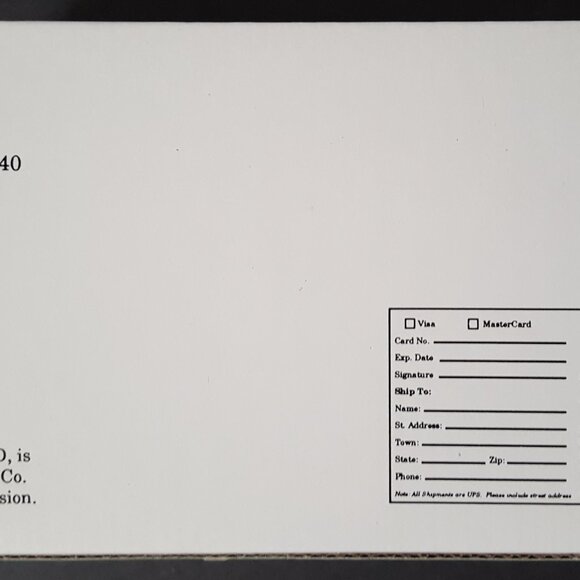 40
O, is
Co.
sion.
☐ Visa ☐ MasterCard
Card No.
Exp. Date
Signature
Ship To:
Name:
St. Address:
Town:
State: Zip:
Phone:
Note: All Shipments are UPS. Please include street address